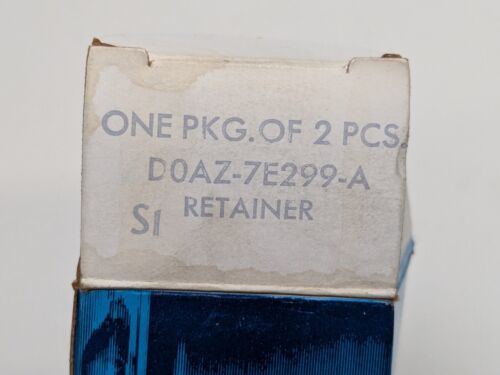 ONE PKG. OF 2 PCS.
D0AZ-7E299-A
RETAINER
S1